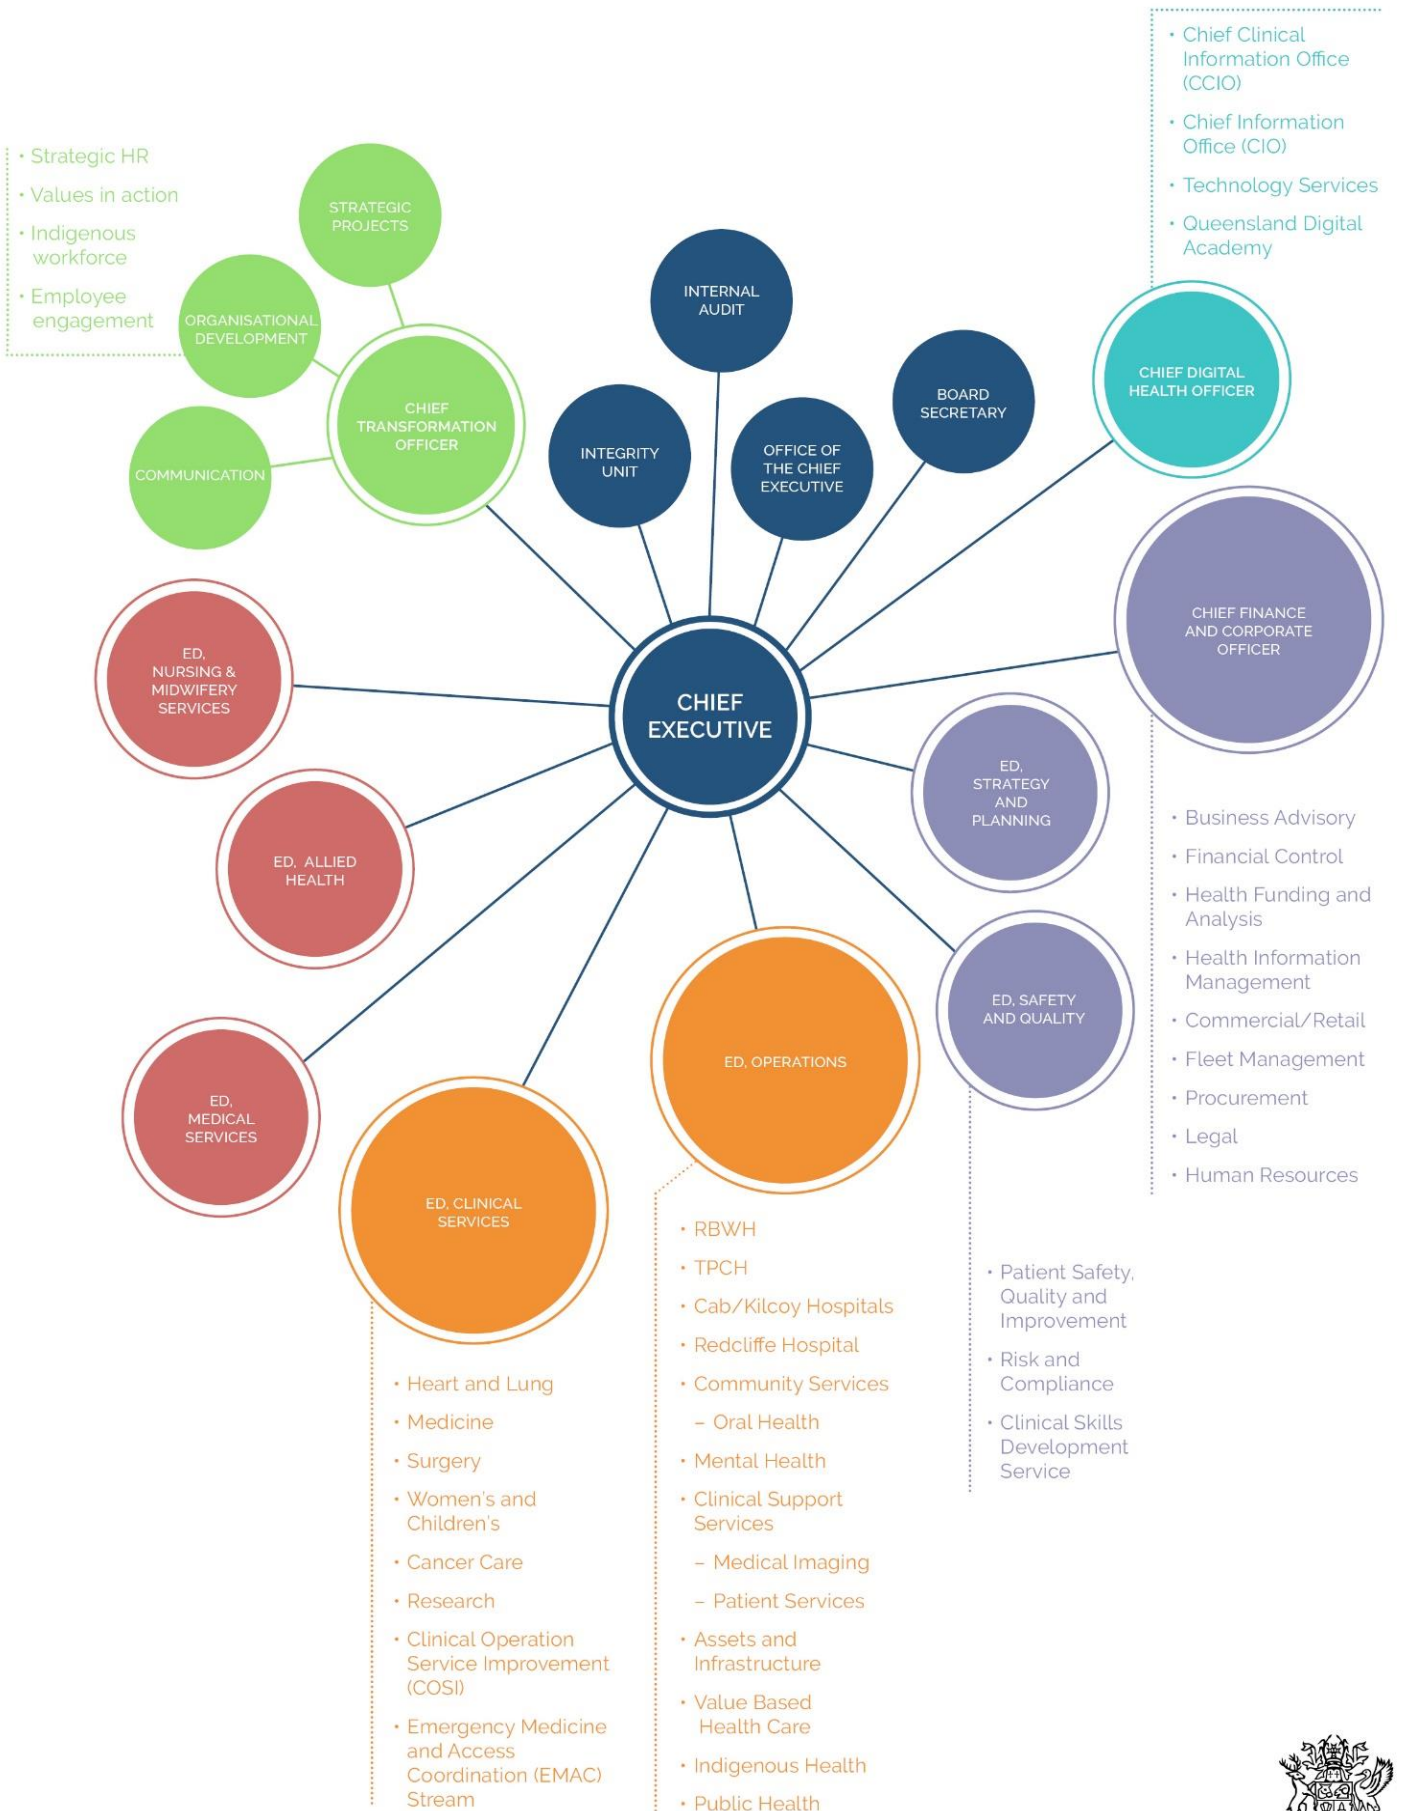 • Chief Clinical
Information Office
(CCIO)
• Chief Information
Office (CIO)
• Technology Services
• Queensland Digital
Academy
• Strategic HR
• Values in action
• Indigenous
workforce
• Employee
engagement
STRATEGIC
PROJECTS
ORGANISATIONAL
DEVELOPMENT
COMMUNICATION
CHIEF
TRANSFORMATION
OFFICER
INTERNAL
AUDIT
INTEGRITY
UNIT
OFFICE OF
THE CHIEF
EXECUTIVE
BOARD
SECRETARY
CHIEF DIGITAL
HEALTH OFFICER
CHIEF FINANCE
AND CORPORATE
OFFICER
ED,
NURSING &
MIDWIFERY
SERVICES
CHIEF
EXECUTIVE
ED,
STRATEGY
AND
PLANNING
ED, ALLIED
HEALTH
ED, SAFETY
AND QUALITY
ED, OPERATIONS
ED,
MEDICAL
SERVICES
ED, CLINICAL
SERVICES
• Business Advisory
• Financial Control
• Health Funding and
Analysis
• Health Information
Management
• Commercial/Retail
• Fleet Management
• Procurement
• Legal
• Human Resources
• Heart and Lung
• Medicine
• Surgery
• Women's and
Children's
• Cancer Care
• Research
• Clinical Operation
Service Improvement
(COSI)
• Emergency Medicine
and Access
Coordination (EMAC)
Stream
• RBWH
• TPCH
• Cab/Kilcoy Hospitals
• Redcliffe Hospital
• Community Services
– Oral Health
• Mental Health
• Clinical Support
Services
– Medical Imaging
– Patient Services
• Assets and
Infrastructure
• Value Based
Health Care
• Indigenous Health
• Public Health
• Patient Safety,
Quality and
Improvement
• Risk and
Compliance
• Clinical Skills
Development
Service